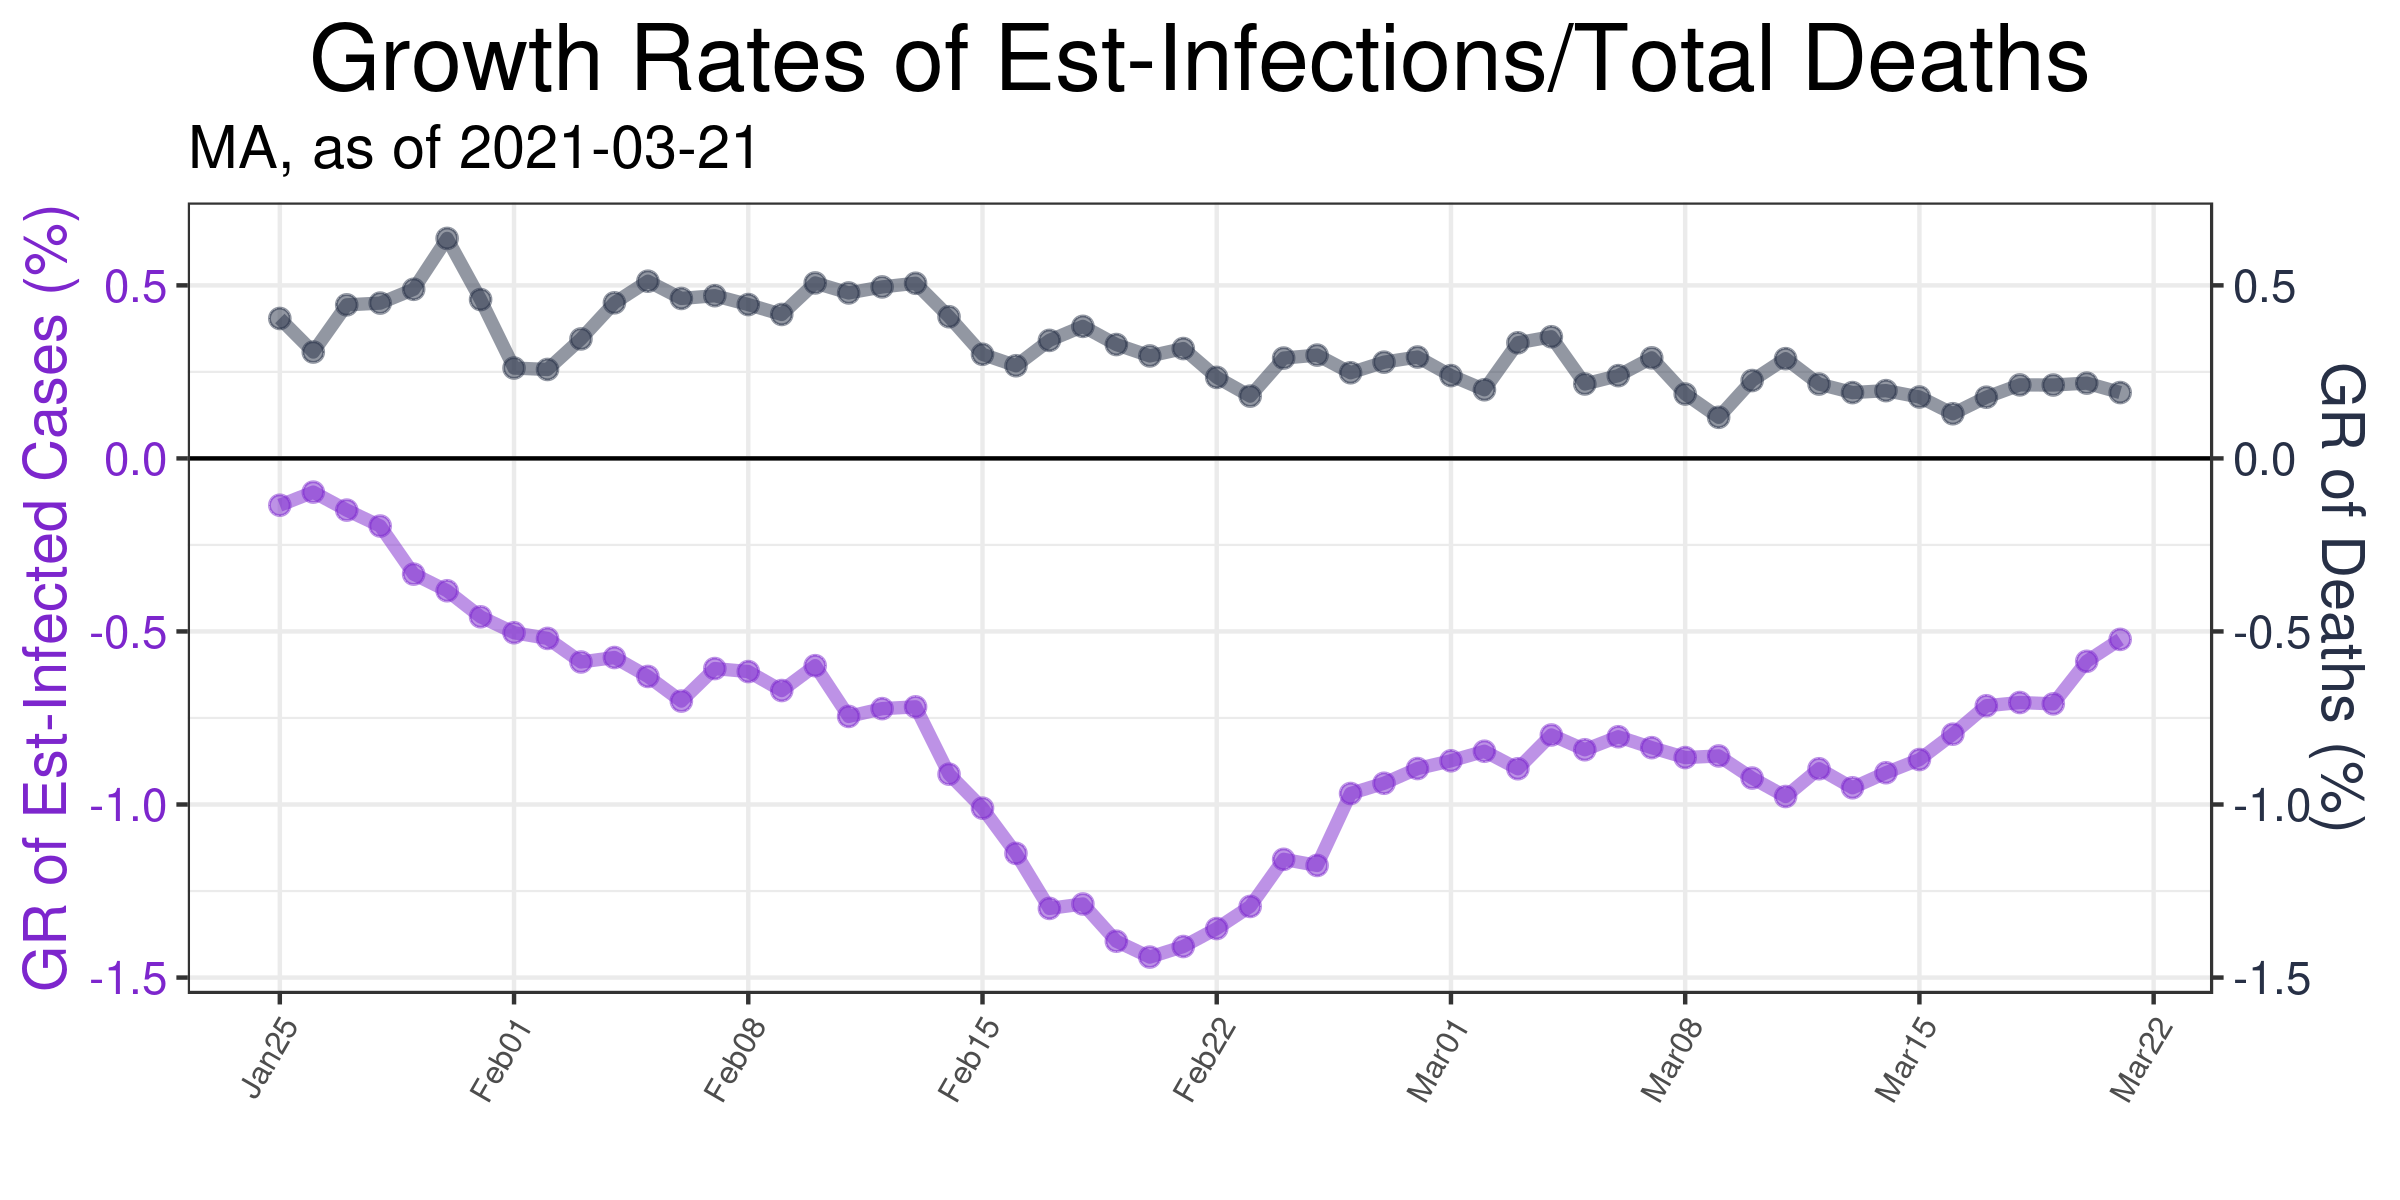 Growth Rates of Est-Infections/Total Deaths
MA, as of 2021-03-21
GR of Est-Infected Cases (%)
0.5
0.0
-0.5
-1.0
-1.5
0.5
0.0
-0.5
-1.0
-1.5
GR of Deaths (%)
Jan25
Feb01
Feb08
Feb15
Feb22
Mar01
Mar08
Mar15
Mar22